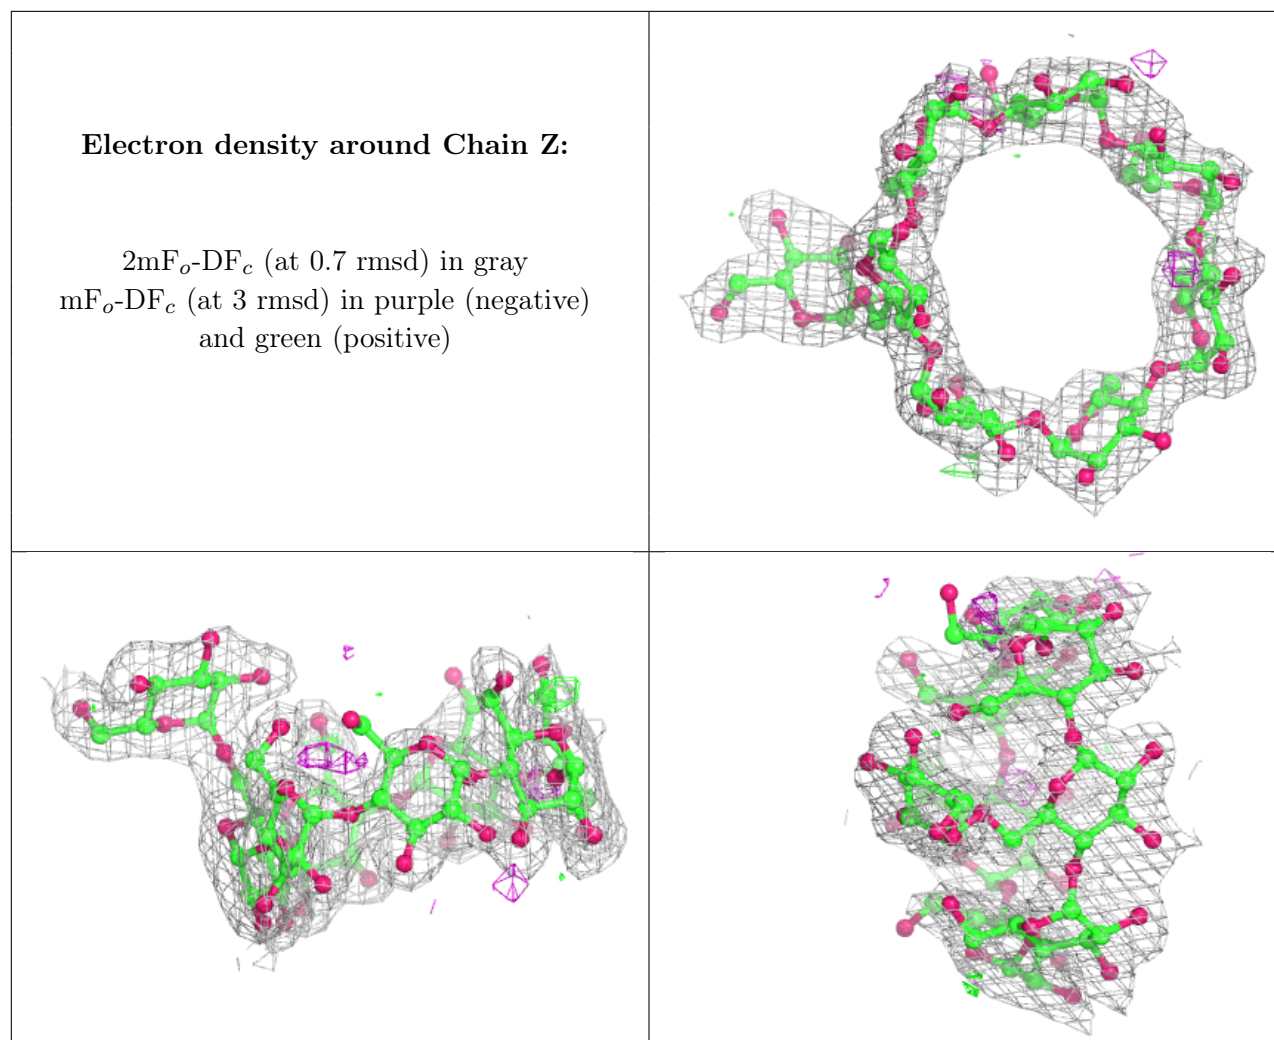 Electron density around Chain Z:
2mFo-DFc (at 0.7 rmsd) in gray
mFo-DFc (at 3 rmsd) in purple (negative)
and green (positive)